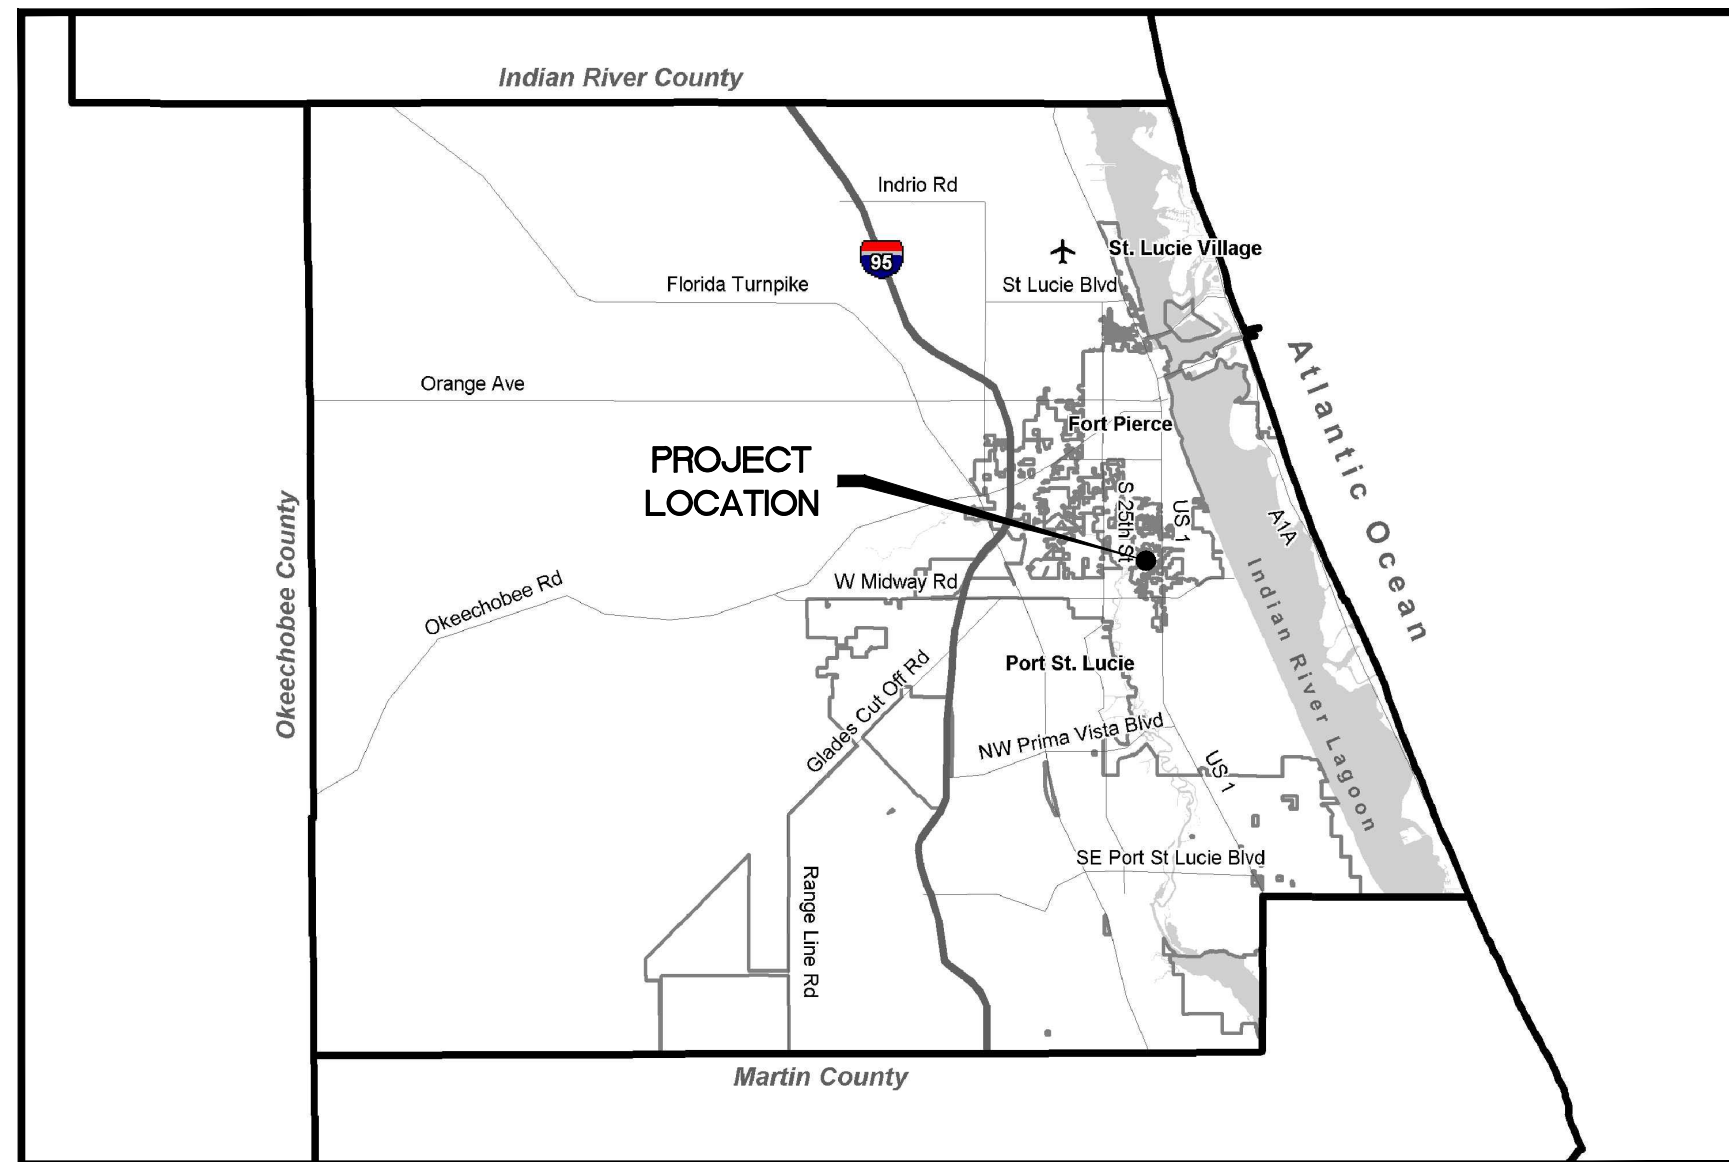 Indian River County
Indrio Rd
95
St. Lucie Village
Florida Turnpike
St Lucie Blvd
Orange Ave
Fort Pierce
Atlantic Ocean
PROJECT
LOCATION
S 25th St
US 1
A1A
Okeechobee County
Okeechobee Rd
W Midway Rd
Indian River Lagoon
Port St. Lucie
Glades Cut Off Rd
NW Prima Vista Blvd
US 1
SE Port St Lucie Blvd
Range Line Rd
Martin County